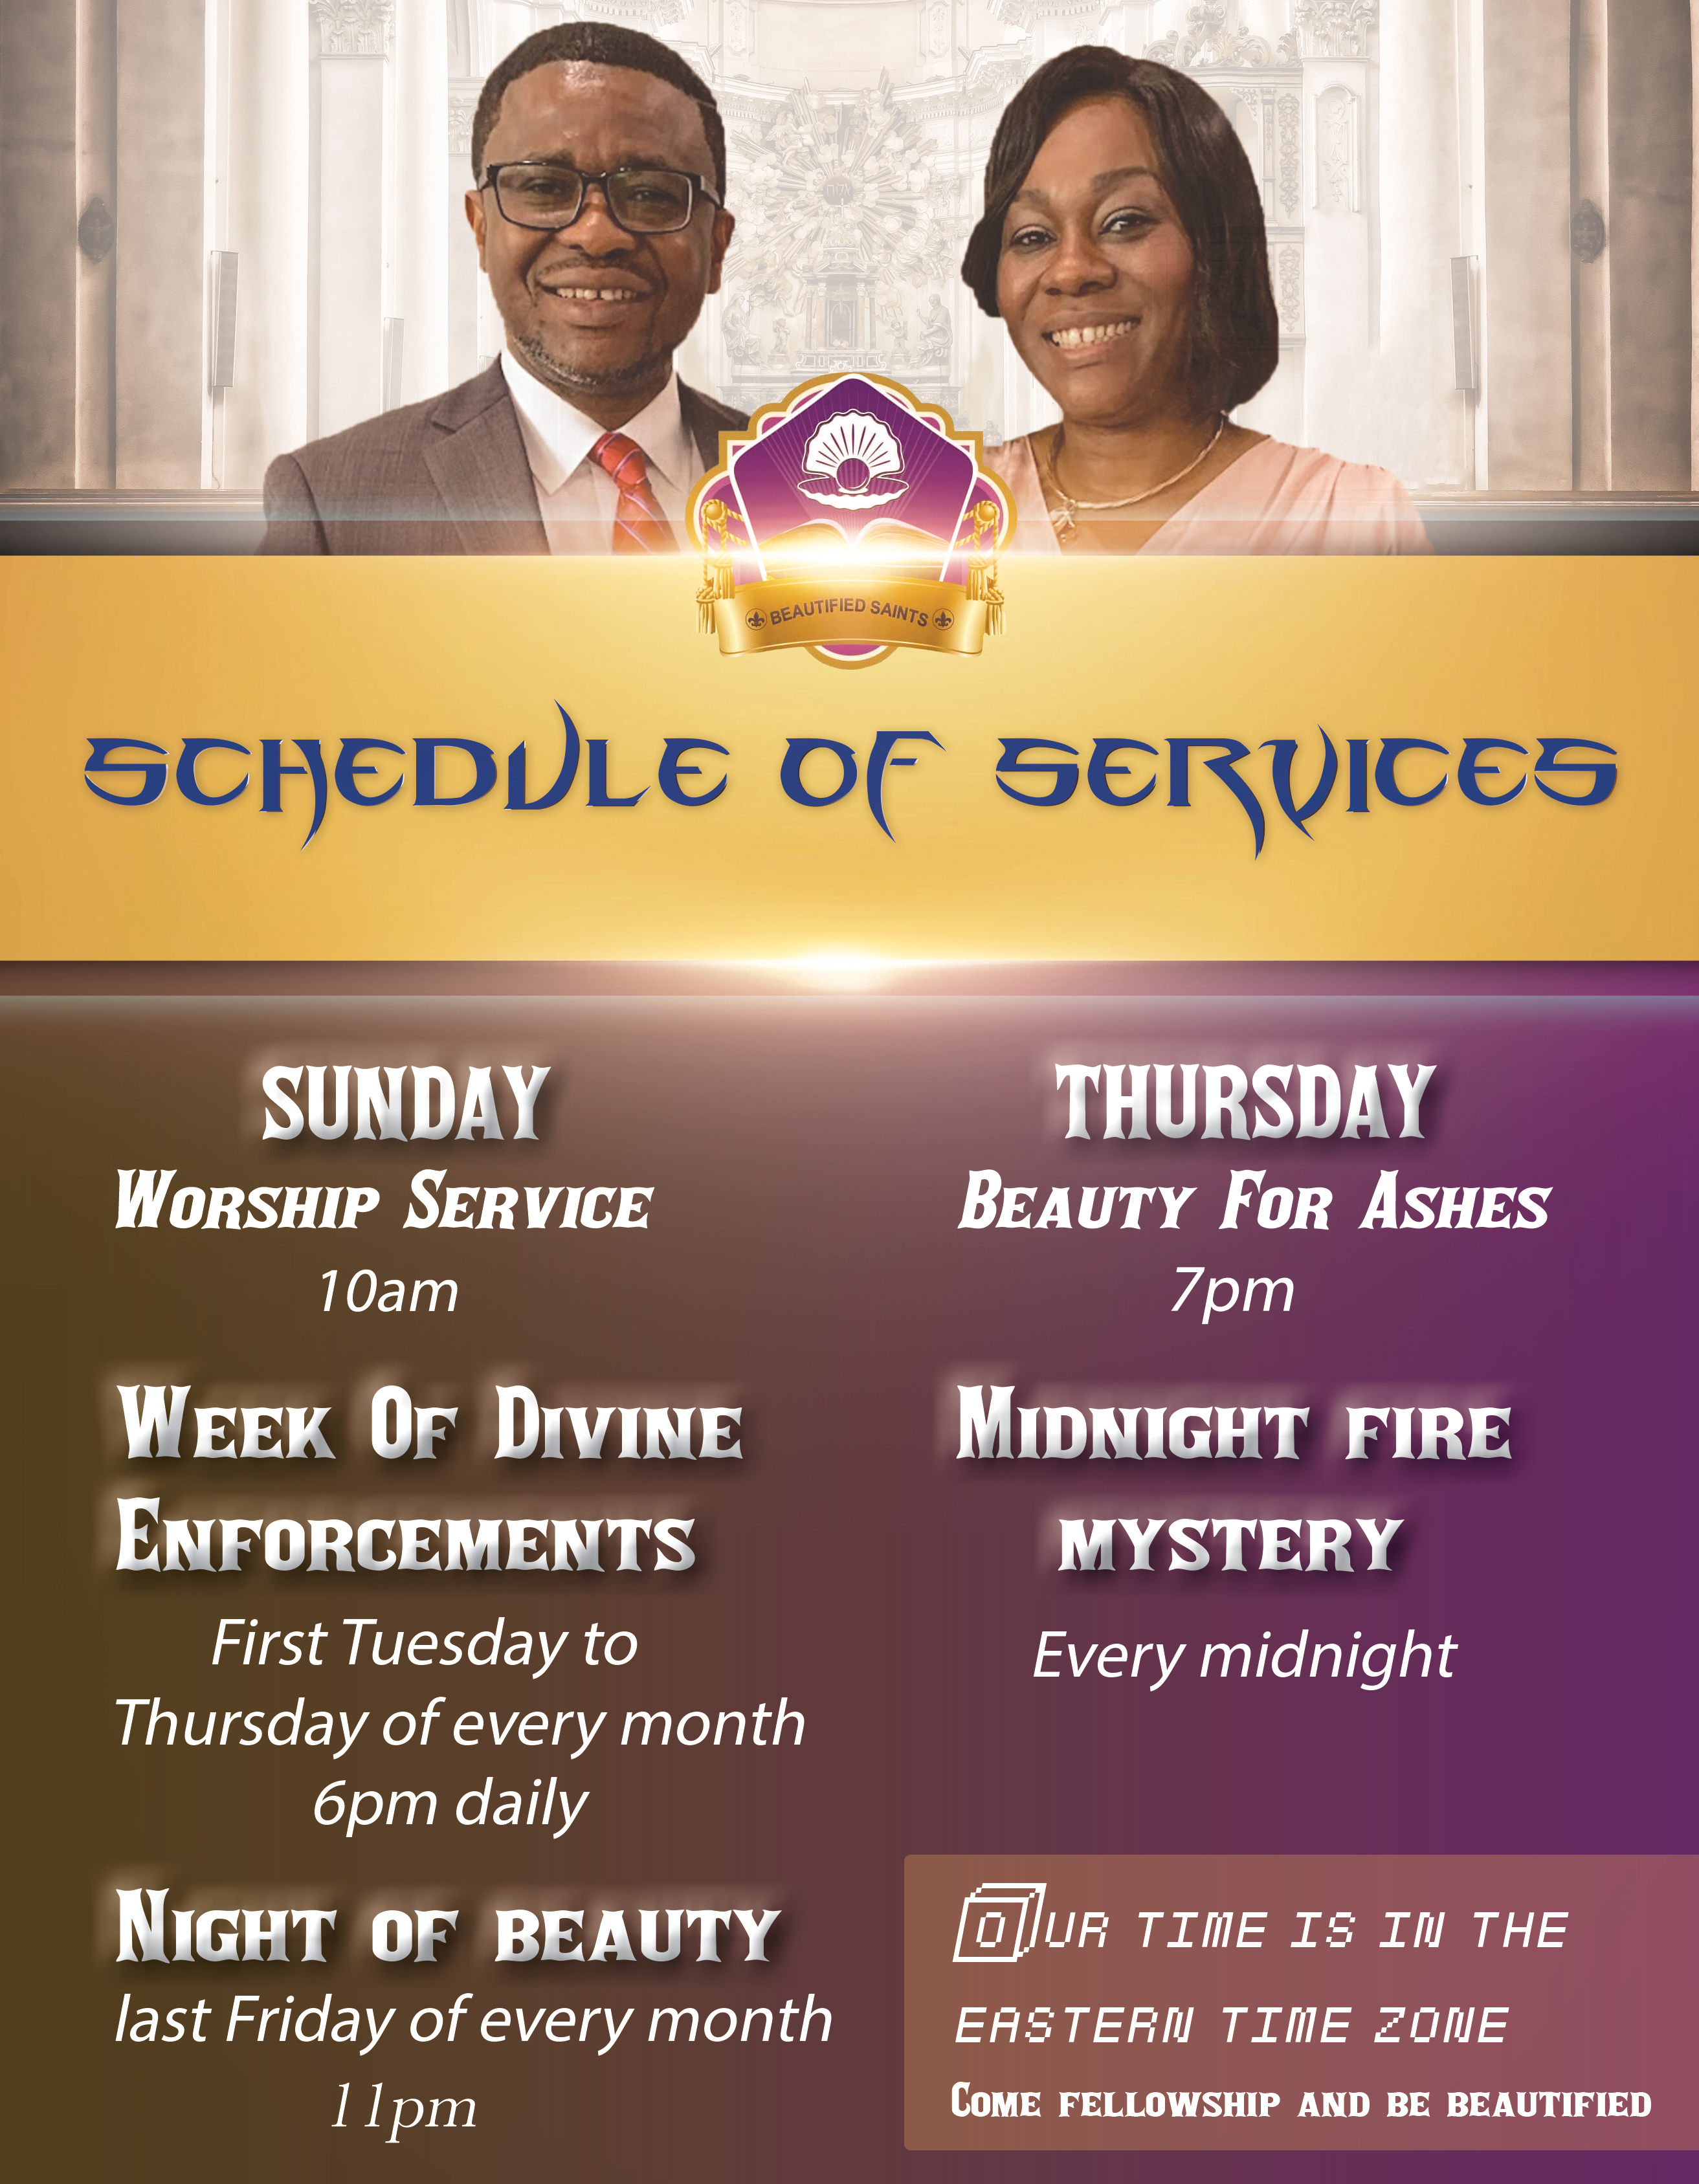 BEAUTIFIED SAINTS
SCHEDULE OF SERVICES
SUNDAY
WORSHIP SERVICE
10am
THURSDAY
BEAUTY FOR ASHES
7pm
WEEK OF DIVINE
ENFORCEMENTS
First Tuesday to
Thursday of every month
6pm daily
MIDNIGHT FIRE
MYSTERY
Every midnight
NIGHT OF BEAUTY
last Friday of every month
11pm
OUR TIME IS IN THE
EASTERN TIME ZONE
COME FELLOWSHIP AND BE BEAUTIFIED